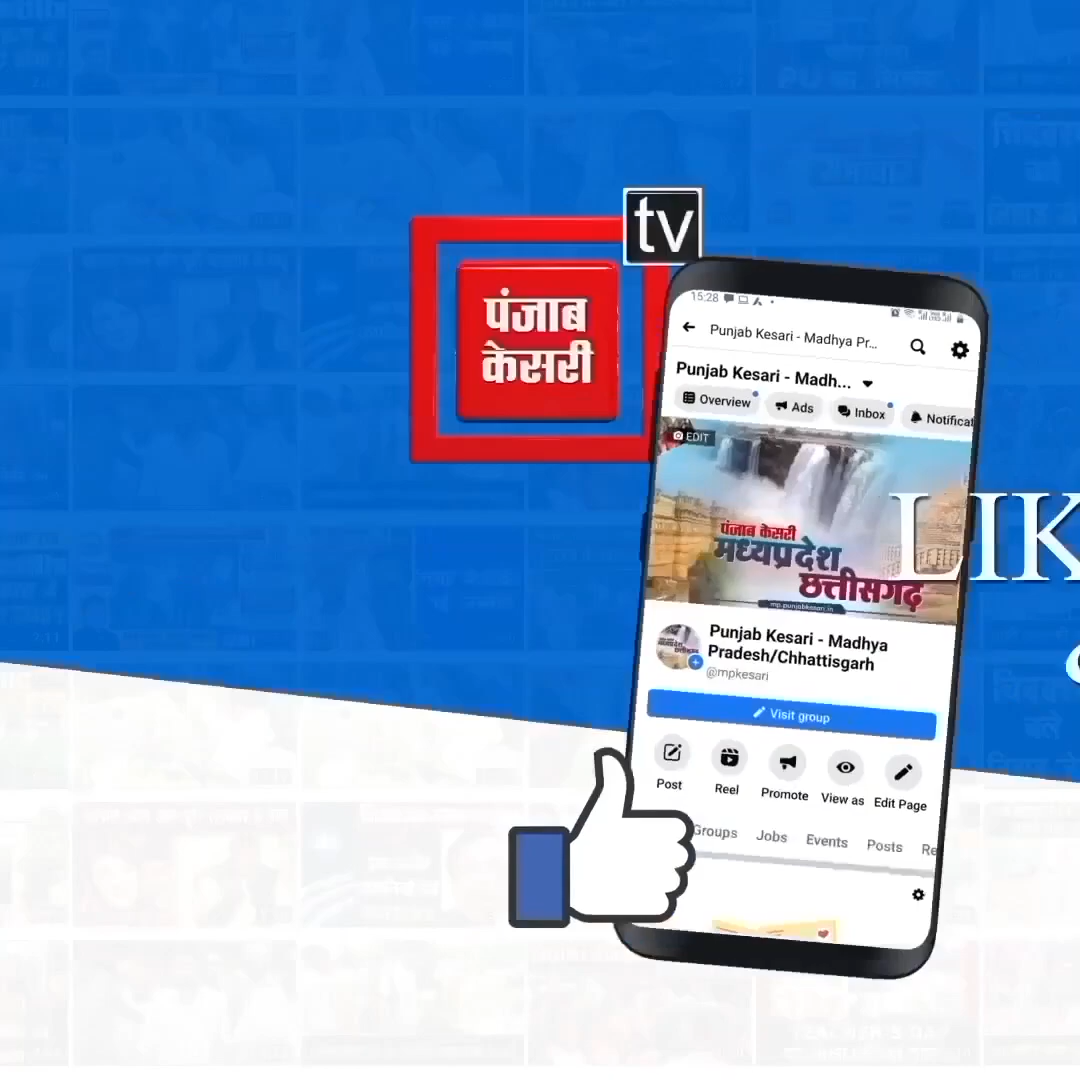 tv
पंजाब
केसरी
15:28
Punjab Kesari - Madhya Pr...
Punjab Kesari - Madh...
Overview
Ads
Inbox
Notificat
EDIT
पंजाब केसरी
मध्यप्रदेश
छत्तीसगढ़
mp.punjabkesari.in
LIK
Punjab Kesari - Madhya
Pradesh/Chhattisgarh
@mpkesari
Visit group
Post
Reel
Promote
View as
Edit Page
Groups
Jobs
Events
Posts
Re